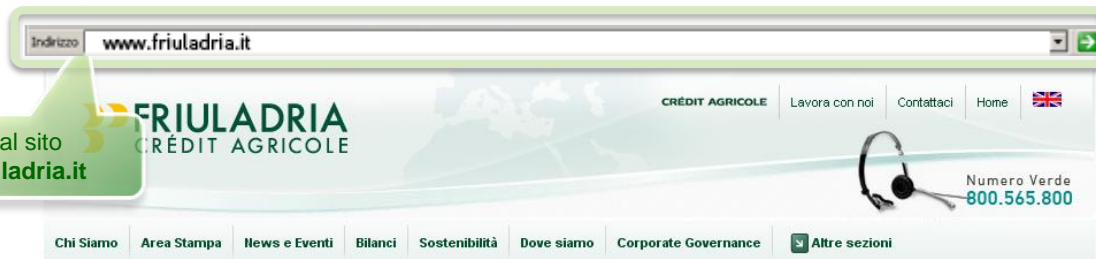 Indirizzo www.friuladria.it
al sito
ladria.it
FRIULADRIA
CRÉDIT AGRICOLE
CRÉDIT AGRICOLE Lavora con noi Contattaci Home
Numero Verde
800.565.800
Chi Siamo Area Stampa News e Eventi Bilanci Sostenibilità Dove siamo Corporate Governance Altre sezioni